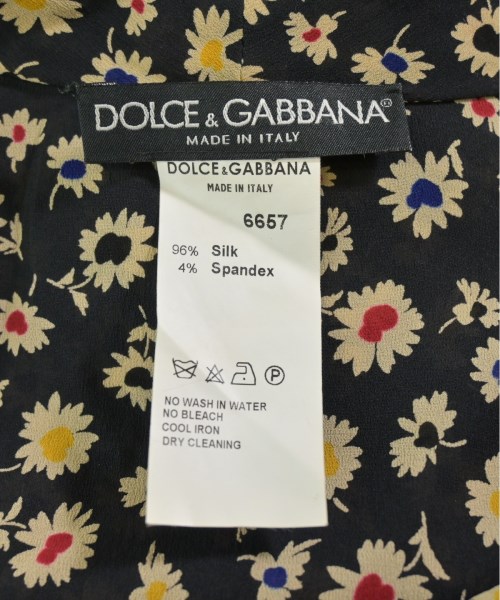 DOLCE & GABBANA®
MADE IN ITALY
DOLCE & GABBANA
MADE IN ITALY
6657
96% Silk
4% Spandex
P
NO WASH IN WATER
NO BLEACH
COOL IRON
DRY CLEANING